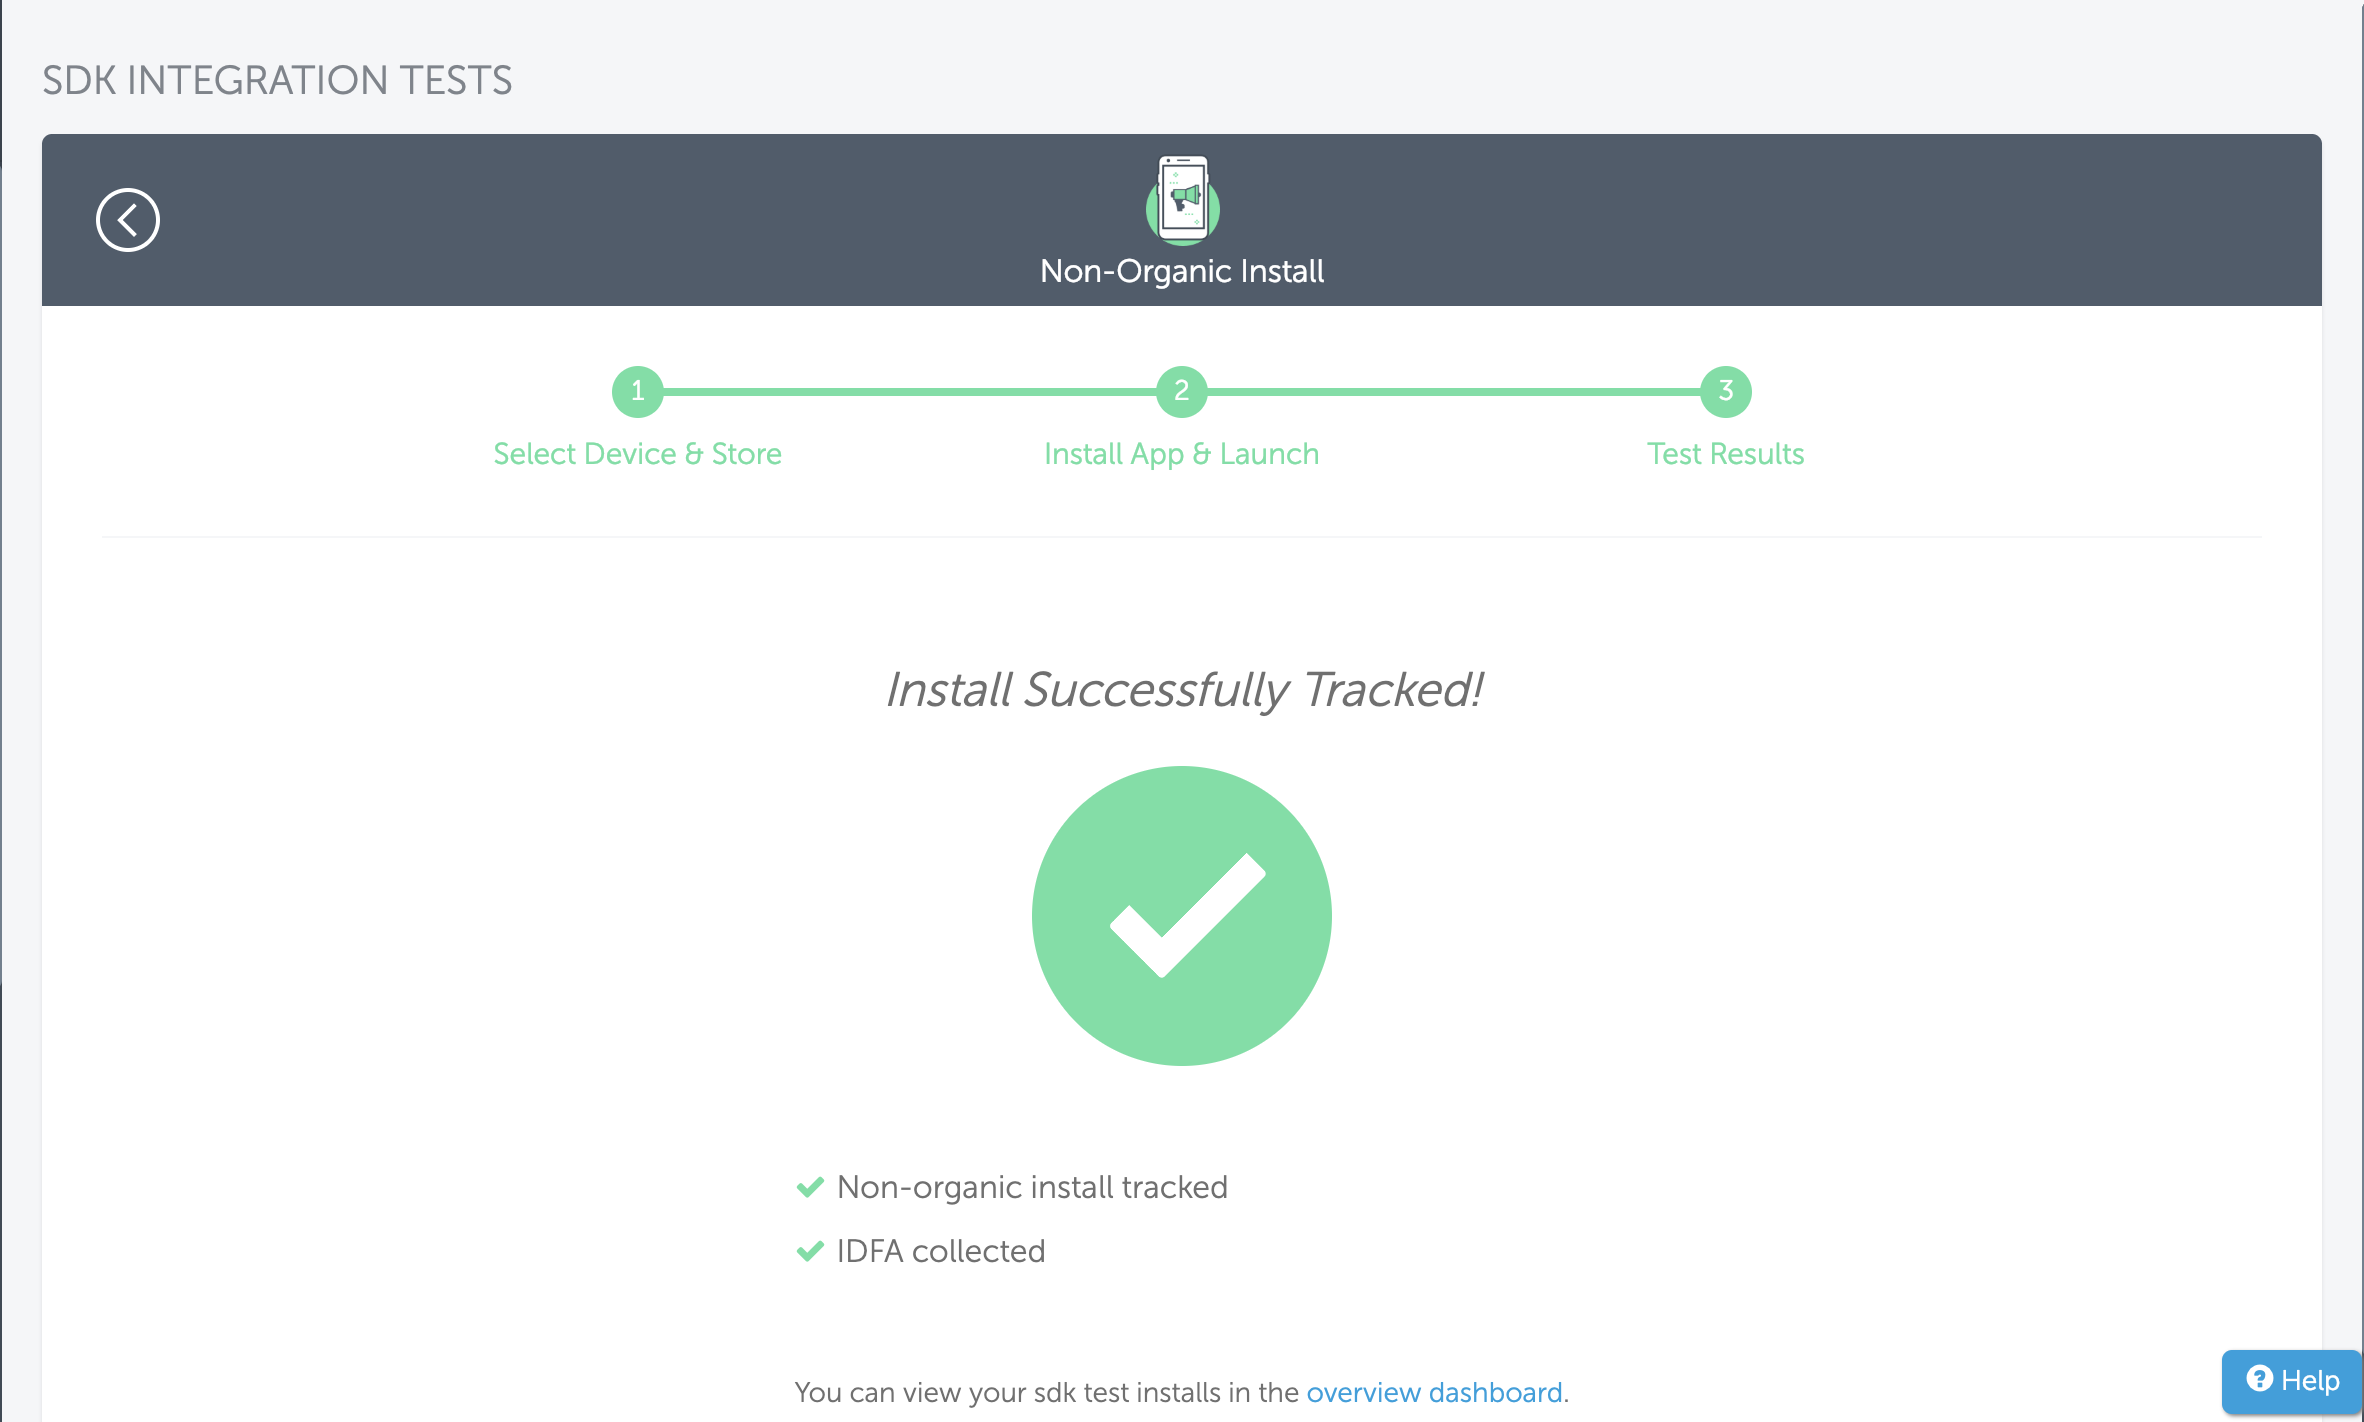 SDK INTEGRATION TESTS
Non-Organic Install
1
2
3
Select Device & Store
Install App & Launch
Test Results
Install Successfully Tracked!
Non-organic install tracked
IDFA collected
You can view your sdk test installs in the overview dashboard.
Help